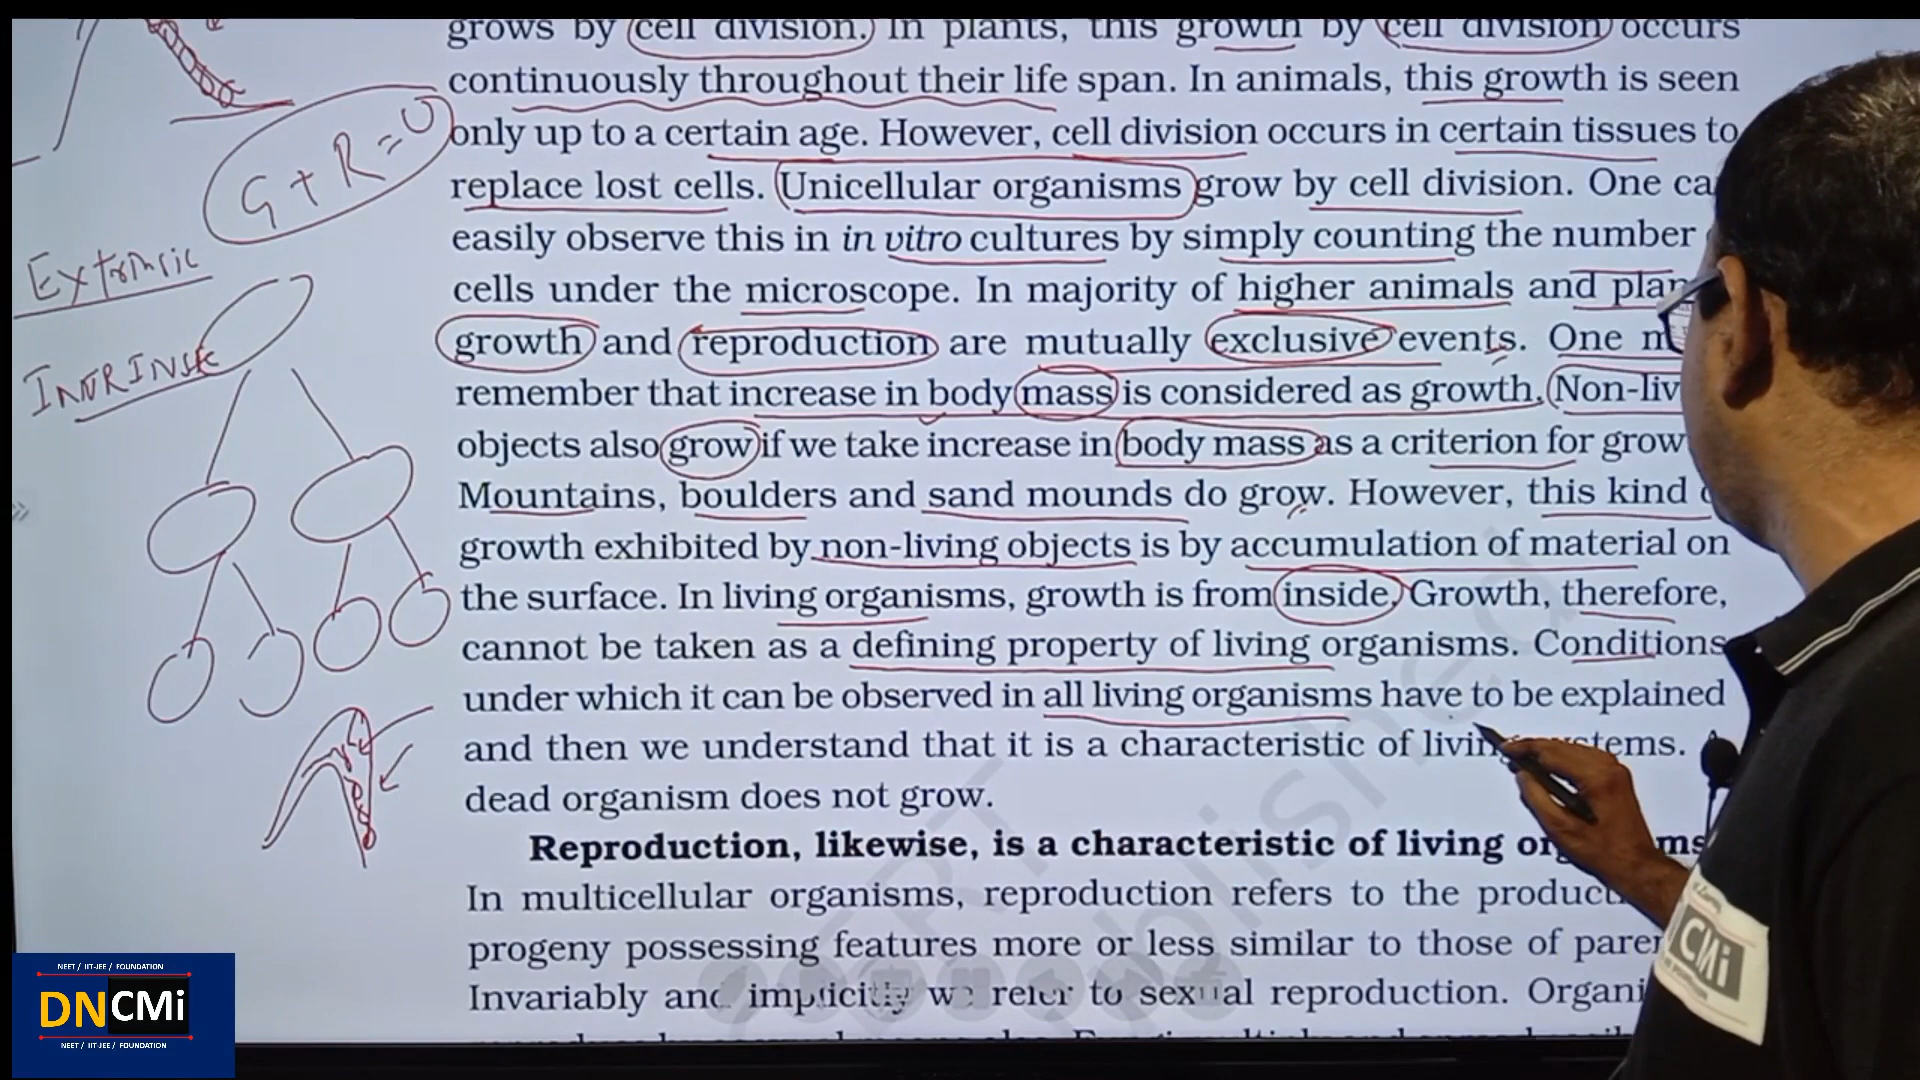 grows by cell division. In plants, this growth by cell division occurs
continuously throughout their life span. In animals, this growth is seen
only up to a certain age. However, cell division occurs in certain tissues to
replace lost cells. Unicellular organisms grow by cell division. One ca
easily observe this in in vitro cultures by simply counting the number
cells under the microscope. In majority of higher animals and plan
growth and reproduction are mutually exclusive events. One m
remember that increase in body mass is considered as growth. Non-liv
objects also grow if we take increase in body mass as a criterion for grow
Mountains, boulders and sand mounds do grow. However, this kind
growth exhibited by non-living objects is by accumulation of material on
the surface. In living organisms, growth is from inside. Growth, therefore,
cannot be taken as a defining property of living organisms. Conditions
under which it can be observed in all living organisms have to be explained
and then we understand that it is a characteristic of living systems.
dead organism does not grow.
Reproduction, likewise, is a characteristic of living organisms
In multicellular organisms, reproduction refers to the product
progeny possessing features more or less similar to those of paren
Invariably and implicitly we refer to sexual reproduction. Organi
G + R = 0
Extrinsic
INTRINSIC
NEET / IIT-JEE / FOUNDATION
DNCMi
NEET / IIT-JEE / FOUNDATION
CMi